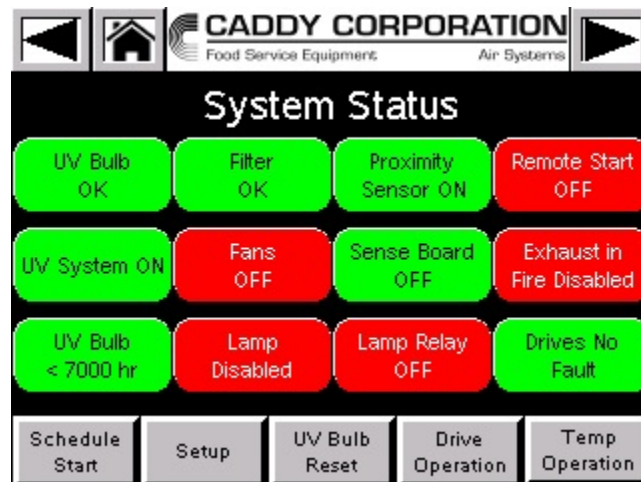 CADDY CORPORATION
Food Service Equipment Air Systems
System Status
UV Bulb
OK
Filter
OK
Proximity
Sensor ON
Remote Start
OFF
UV System ON
Fans
OFF
Sense Board
OFF
Exhaust in
Fire Disabled
UV Bulb
< 7000 hr
Lamp
Disabled
Lamp Relay
OFF
Drives No
Fault
Schedule
Start
Setup
UV Bulb
Reset
Drive
Operation
Temp
Operation